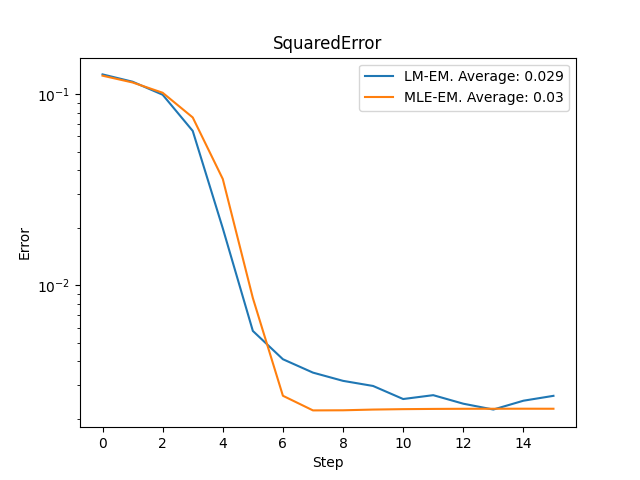 SquaredError
LM-EM. Average: 0.029
MLE-EM. Average: 0.03
Error
10⁻¹
10⁻²
0 2 4 6 8 10 12 14
Step